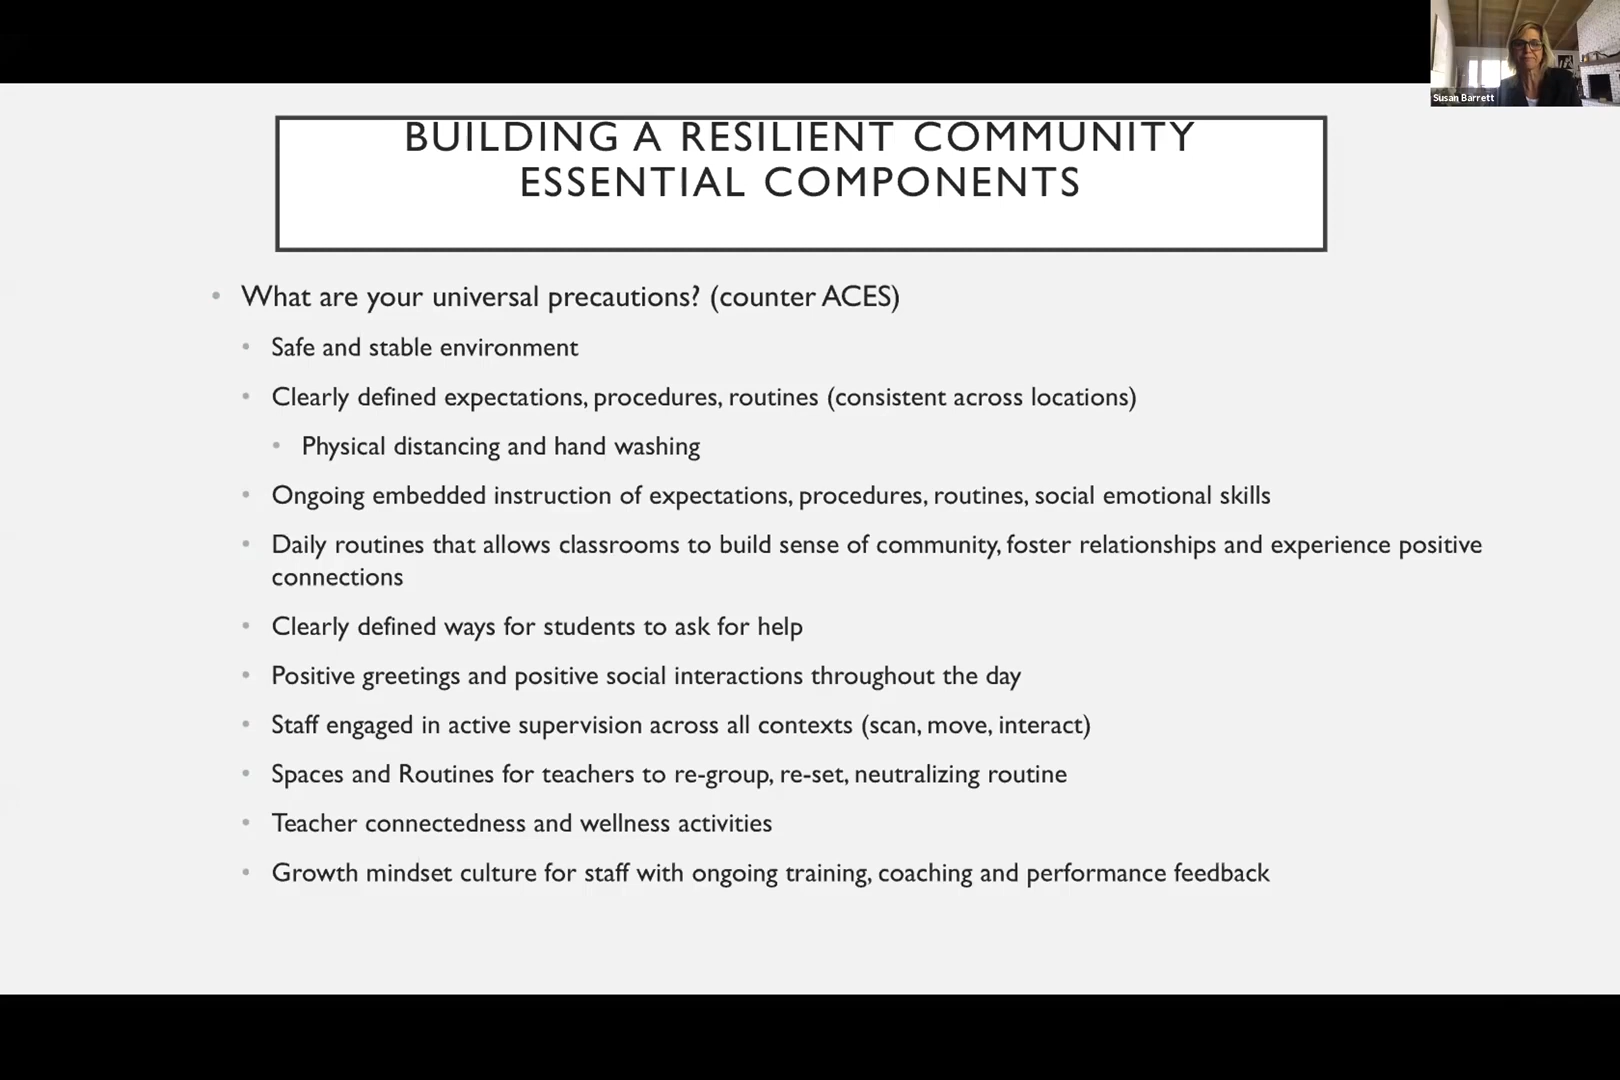 Susan Barrett
BUILDING A RESILIENT COMMUNITY
ESSENTIAL COMPONENTS
• What are your universal precautions? (counter ACES)
• Safe and stable environment
• Clearly defined expectations, procedures, routines (consistent across locations)
• Physical distancing and hand washing
• Ongoing embedded instruction of expectations, procedures, routines, social emotional skills
• Daily routines that allows classrooms to build sense of community, foster relationships and experience positive
connections
• Clearly defined ways for students to ask for help
• Positive greetings and positive social interactions throughout the day
• Staff engaged in active supervision across all contexts (scan, move, interact)
• Spaces and Routines for teachers to re-group, re-set, neutralizing routine
• Teacher connectedness and wellness activities
• Growth mindset culture for staff with ongoing training, coaching and performance feedback